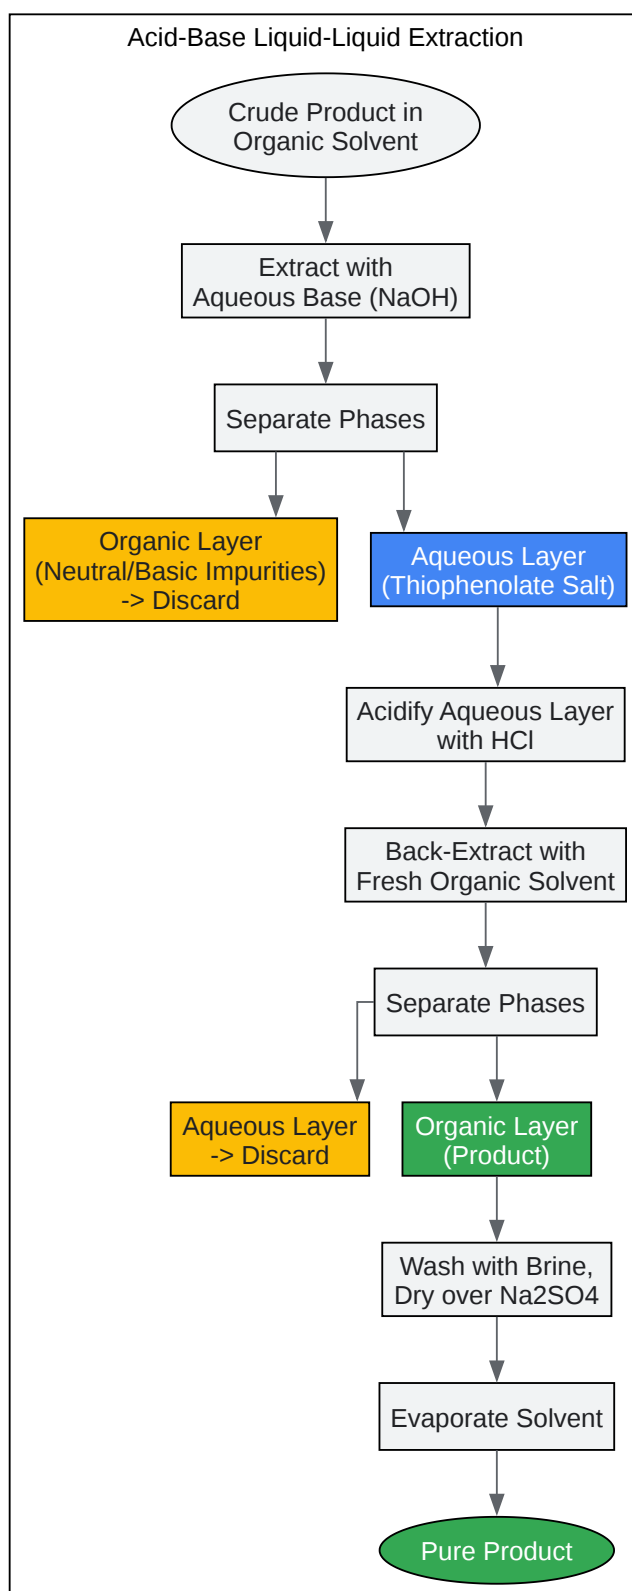 Acid-Base Liquid-Liquid Extraction
Crude Product in
Organic Solvent
Extract with
Aqueous Base (NaOH)
Separate Phases
Organic Layer
(Neutral/Basic Impurities)
-> Discard
Aqueous Layer
(Thiophenolate Salt)
Acidify Aqueous Layer
with HCl
Back-Extract with
Fresh Organic Solvent
Separate Phases
Aqueous Layer
-> Discard
Organic Layer
(Product)
Wash with Brine,
Dry over Na2SO4
Evaporate Solvent
Pure Product